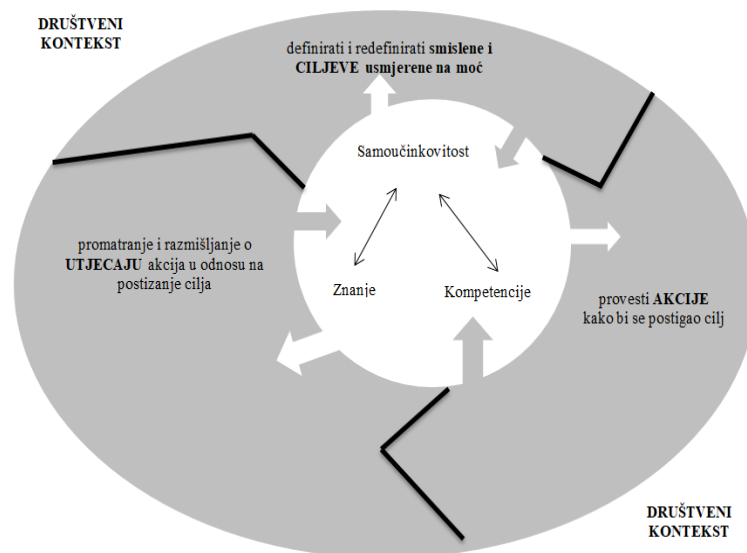 DRUŠTVENI
KONTEKST
definirati i redefinirati smislene i
CILJEVE usmjerene na moć
Samoučinkovitost
promatranje i razmišljanje o
UTJECAJU akcija u odnosu na
postizanje cilja
Znanje
Kompetencije
provesti AKCIJE
kako bi se postigao cilj
DRUŠTVENI
KONTEKST